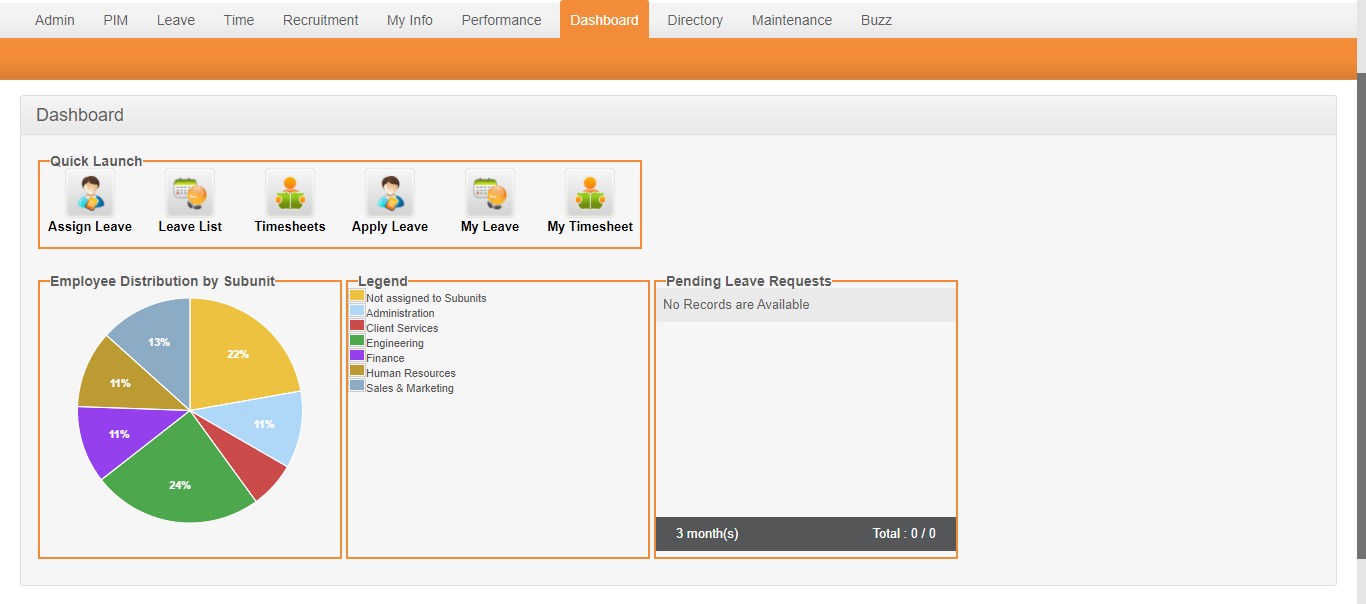 Admin PIM Leave Time Recruitment My Info Performance Dashboard Directory Maintenance Buzz
Dashboard
Quick Launch
Assign Leave Leave List Timesheets Apply Leave My Leave My Timesheet
Employee Distribution by Subunit
22%
11%
24%
11%
11%
13%
Legend
Not assigned to Subunits
Administration
Client Services
Engineering
Finance
Human Resources
Sales & Marketing
Pending Leave Requests
No Records are Available
3 month(s) Total : 0 / 0